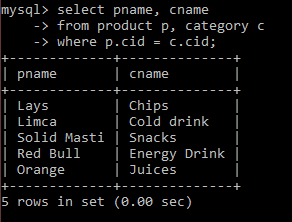 mysql> select pname, cname
    -> from product p, category c
    -> where p.cid = c.cid;
+-------------+--------------+
| pname       | cname        |
+-------------+--------------+
| Lays        | Chips        |
| Limca       | Cold drink   |
| Solid Masti | Snacks       |
| Red Bull    | Energy Drink |
| Orange      | Juices       |
+-------------+--------------+
5 rows in set (0.00 sec)